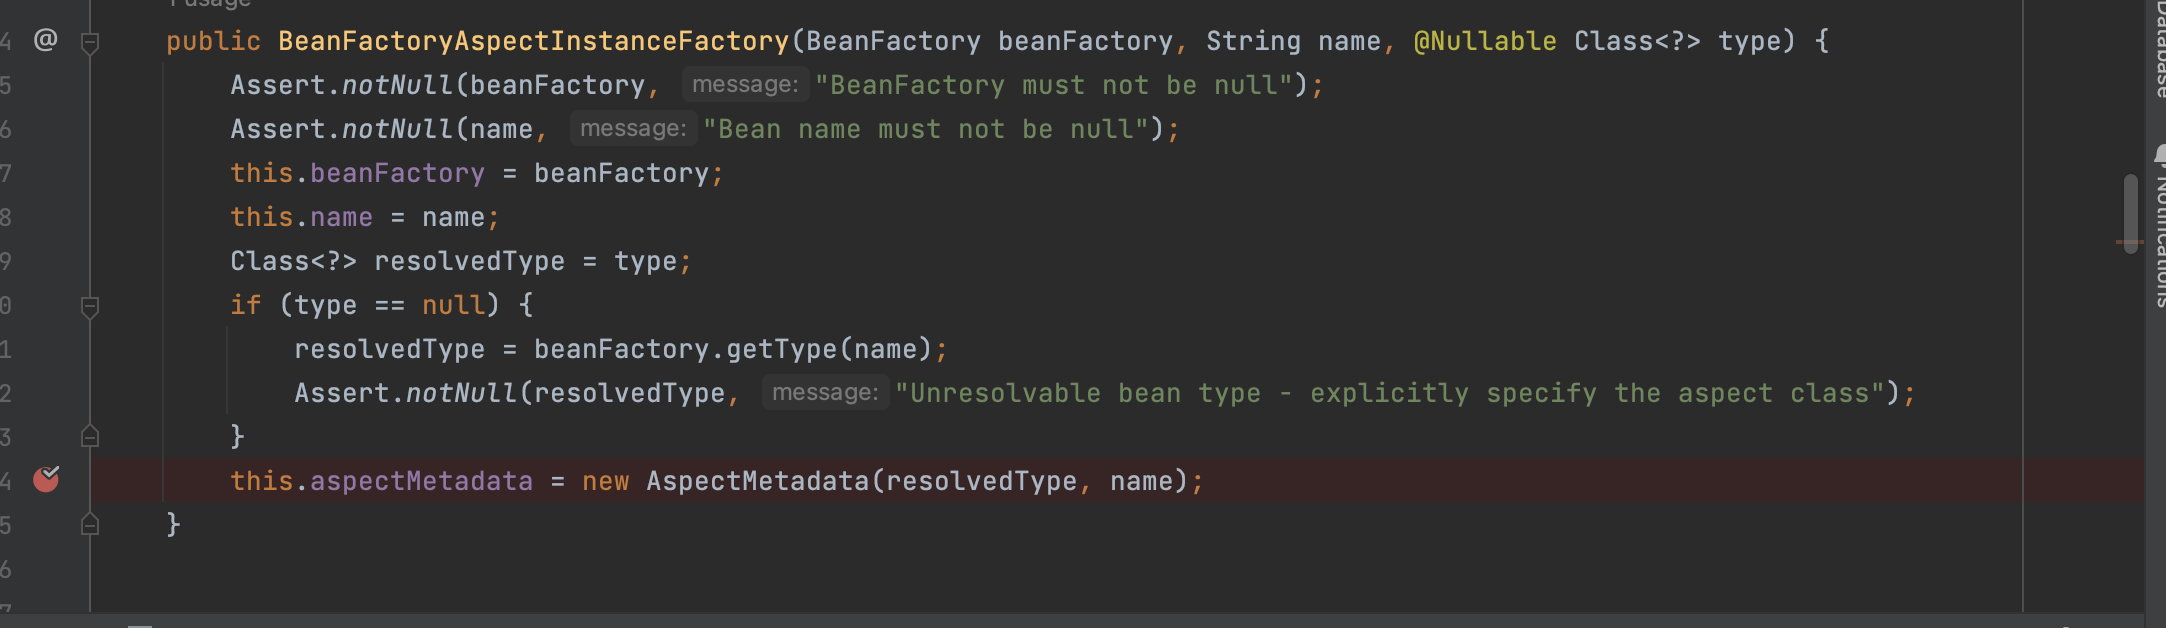 usage
4 @ public BeanFactoryAspectInstanceFactory(BeanFactory beanFactory, String name, @Nullable Class<?> type) {
5 Assert.notNull(beanFactory, message: "BeanFactory must not be null");
6 Assert.notNull(name, message: "Bean name must not be null");
7 this.beanFactory = beanFactory;
8 this.name = name;
9 Class<?> resolvedType = type;
0 if (type == null) {
1 resolvedType = beanFactory.getType(name);
2 Assert.notNull(resolvedType, message: "Unresolvable bean type - explicitly specify the aspect class");
3 }
4 this.aspectMetadata = new AspectMetadata(resolvedType, name);
5 }
6
7
Database
Notifications